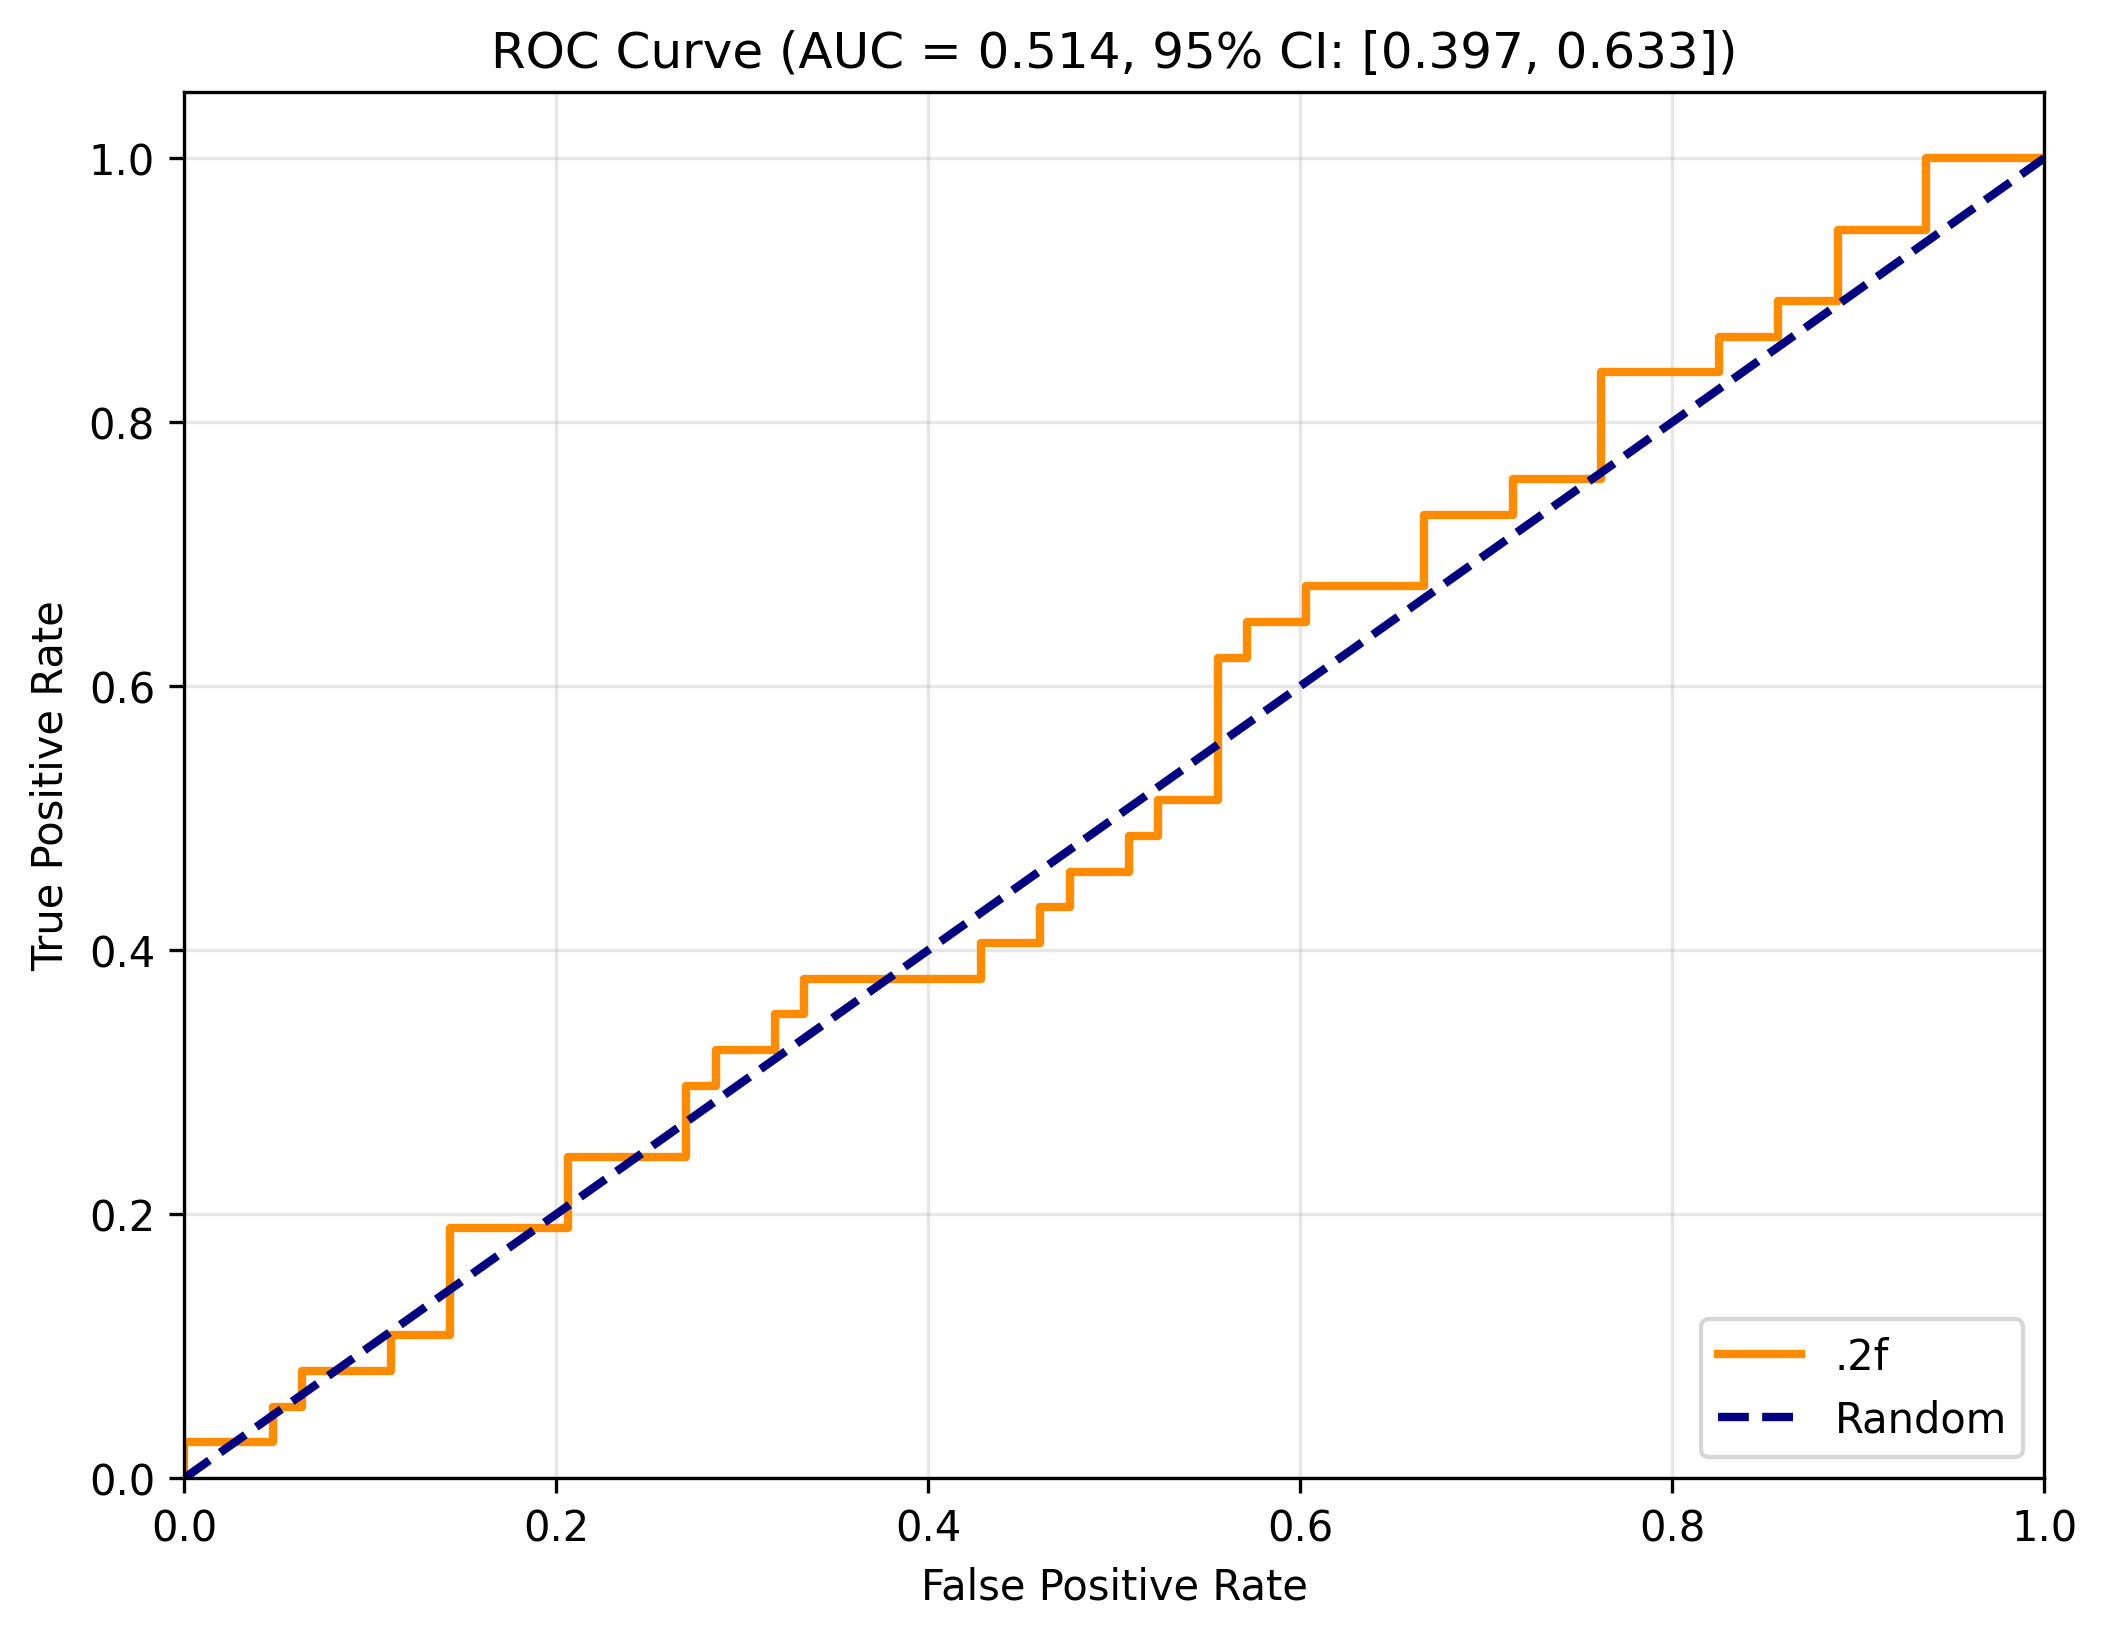 ROC Curve (AUC = 0.514, 95% CI: [0.397, 0.633])
True Positive Rate
1.0
0.8
0.6
0.4
0.2
0.0
0.0 0.2 0.4 0.6 0.8 1.0
False Positive Rate
.2f
Random